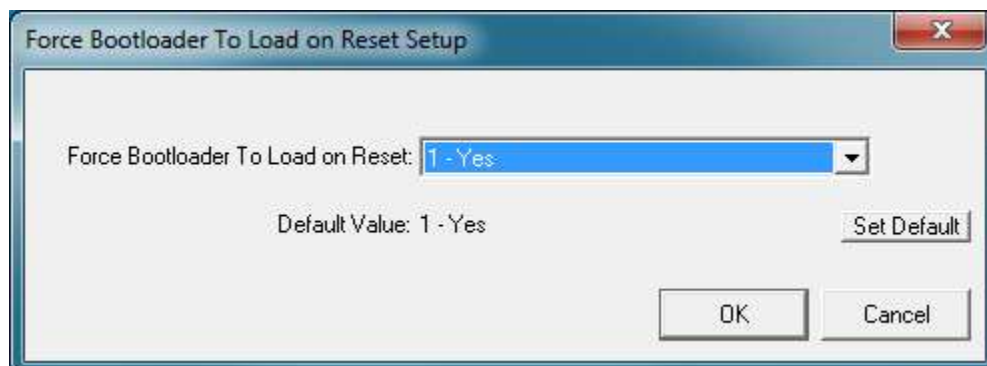 Force Bootloader To Load on Reset Setup
Force Bootloader To Load on Reset: 1 - Yes
Default Value: 1 - Yes
Set Default
OK
Cancel